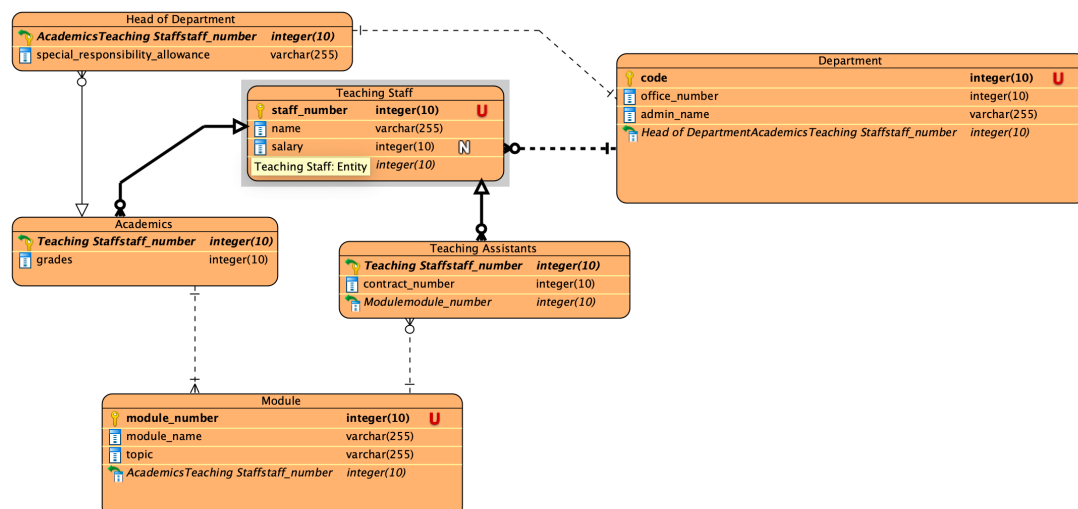 Head of Department
AcademicsTeaching Staffstaff_number integer(10)
special_responsibility_allowance varchar(255)
Department
code integer(10) U
office_number integer(10)
admin_name varchar(255)
Head of DepartmentAcademicsTeaching Staffstaff_number integer(10)
Teaching Staff
staff_number integer(10) U
name varchar(255)
salary integer(10) N
Teaching Staff: Entity integer(10)
Academics
Teaching Staffstaff_number integer(10)
grades integer(10)
Teaching Assistants
Teaching Staffstaff_number integer(10)
contract_number integer(10)
Modulemodule_number integer(10)
Module
module_number integer(10) U
module_name varchar(255)
topic varchar(255)
AcademicsTeaching Staffstaff_number integer(10)